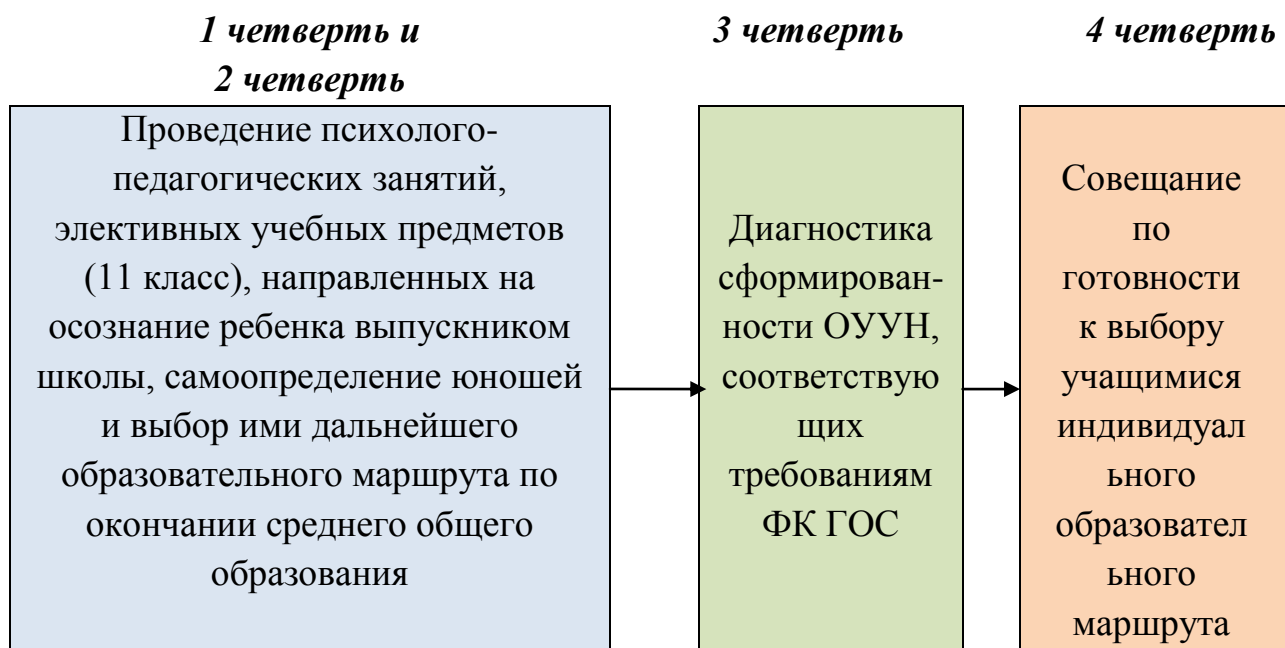 1 четверть и
2 четверть
3 четверть
4 четверть
Проведение психолого-
педагогических занятий,
элективных учебных предметов
(11 класс), направленных на
осознание ребенка выпускником
школы, самоопределение юношей
и выбор ими дальнейшего
образовательного маршрута по
окончании среднего общего
образования
Диагностика
сформирован-
ности ОУУН,
соответствую
щих
требованиям
ФК ГОС
Совещание
по
готовности
к выбору
учащимися
индивидуал
ьного
образовател
ьного
маршрута